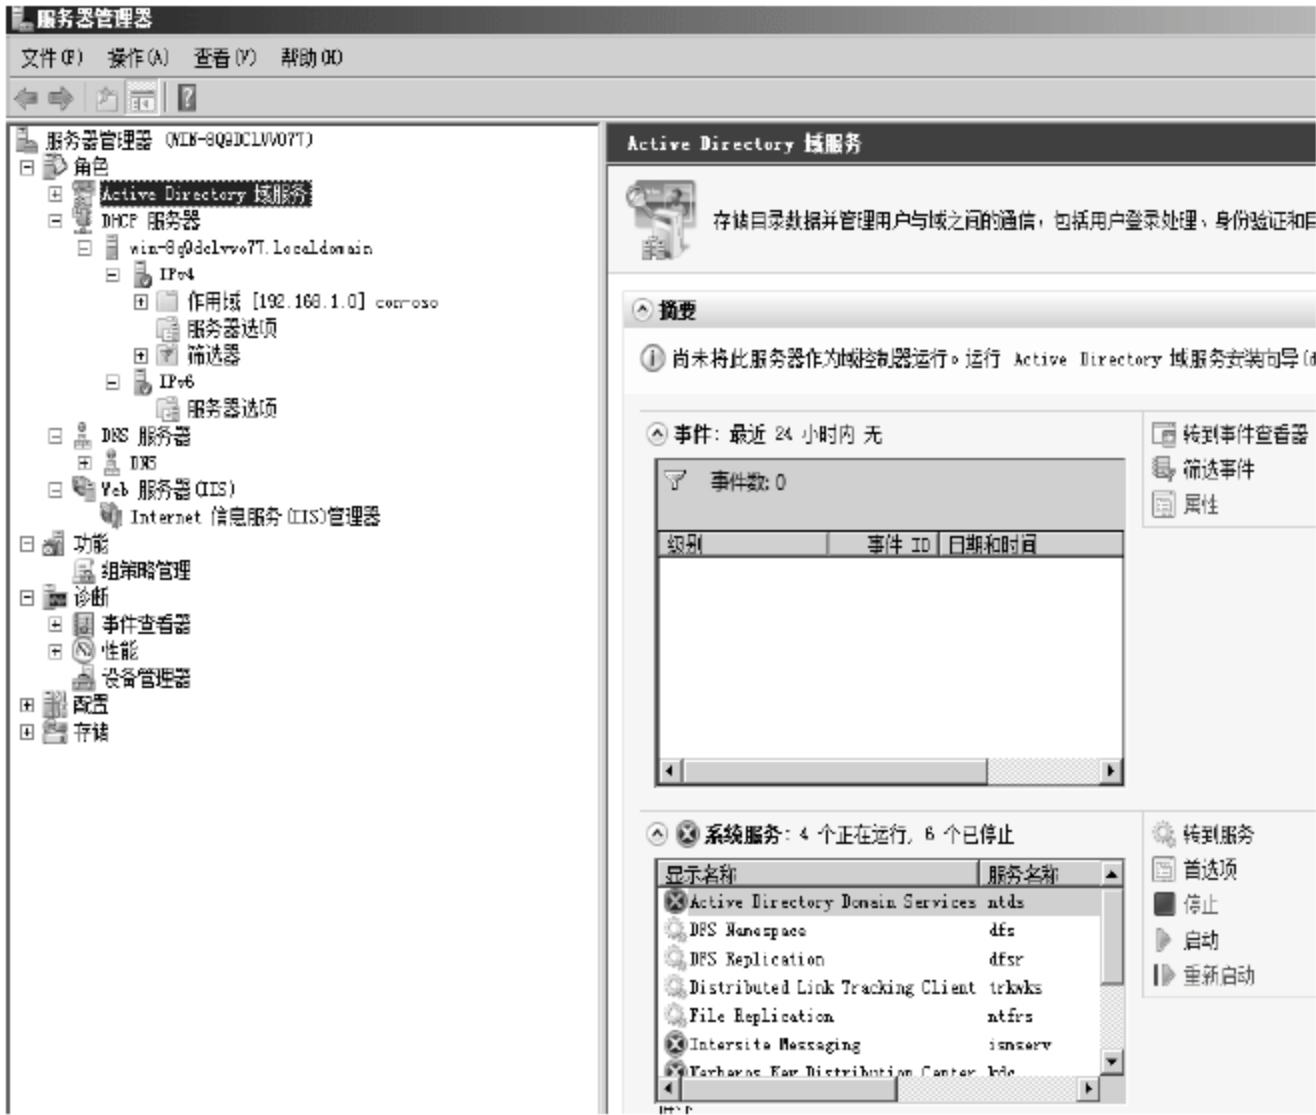 服务器管理器
文件(F) 操作(A) 查看(V) 帮助(H)
服务器管理器 (WIN-8Q9DCLVVO7T)
角色
Active Directory 域服务
DHCP 服务器
win-8q9dclvvo7T.localdomain
IPv4
作用域 [192.168.1.0] con-oso
服务器选项
筛选器
IPv6
服务器选项
DNS 服务器
DNS
Web 服务器(IIS)
Internet 信息服务(IIS)管理器
功能
组策略管理
诊断
事件查看器
性能
设备管理器
配置
存储
Active Directory 域服务
存储目录数据并管理用户与域之间的通信，包括用户登录处理、身份验证和目
摘要
尚未将此服务器作为域控制器运行。运行 Active Directory 域服务安装向导(d
事件: 最近 24 小时内 无
事件数: 0
级别 事件 ID 日期和时间
转到事件查看器
筛选事件
属性
系统服务: 4 个正在运行, 6 个已停止
显示名称 服务名称
Active Directory Domain Services ntds
DFS Namespace dfs
DFS Replication dfsr
Distributed Link Tracking Client trkwks
File Replication ntfrs
Intersite Messaging ismserv
Kerberos Key Distribution Center kdc
转到服务
首选项
停止
启动
重新启动